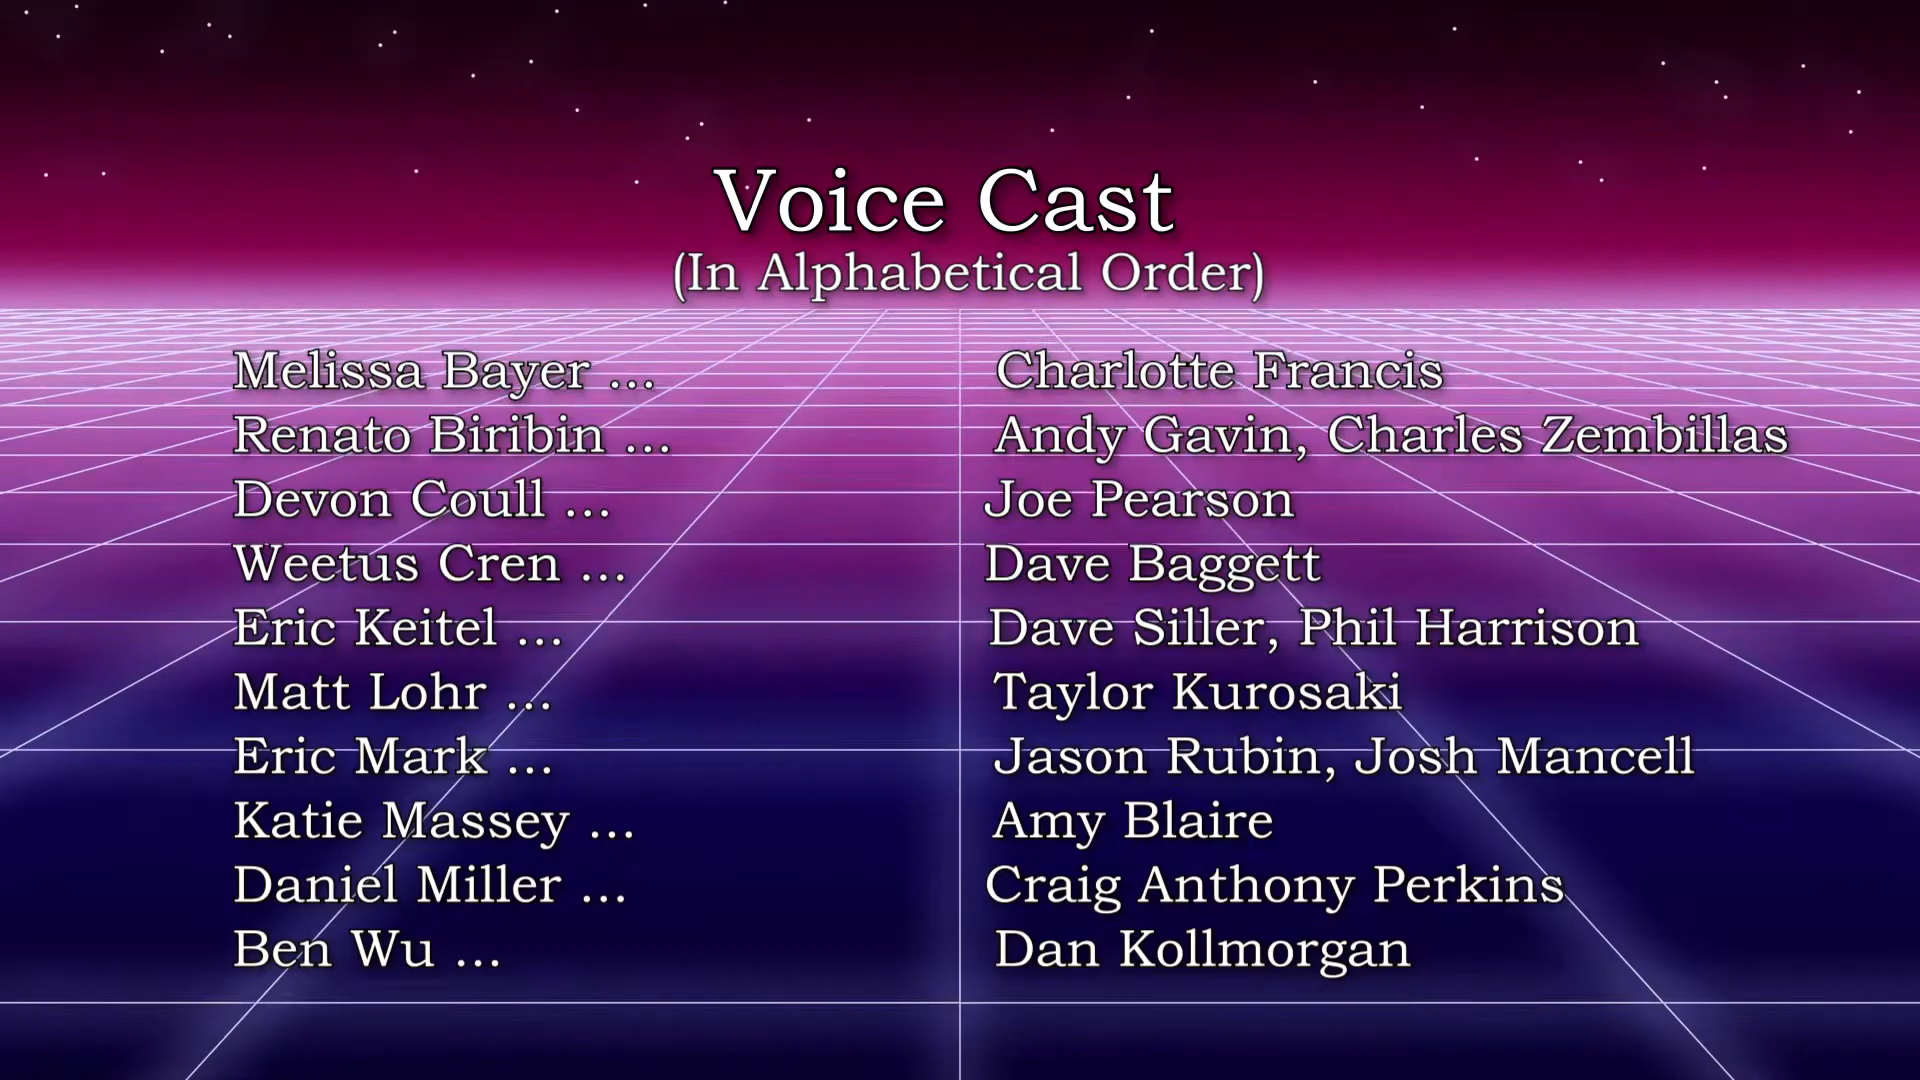 Voice Cast
(In Alphabetical Order)
Melissa Bayer ... Charlotte Francis
Renato Biribin ... Andy Gavin, Charles Zembillas
Devon Coull ... Joe Pearson
Weetus Cren ... Dave Baggett
Eric Keitel ... Dave Siller, Phil Harrison
Matt Lohr ... Taylor Kurosaki
Eric Mark ... Jason Rubin, Josh Mancell
Katie Massey ... Amy Blaire
Daniel Miller ... Craig Anthony Perkins
Ben Wu ... Dan Kollmorgan